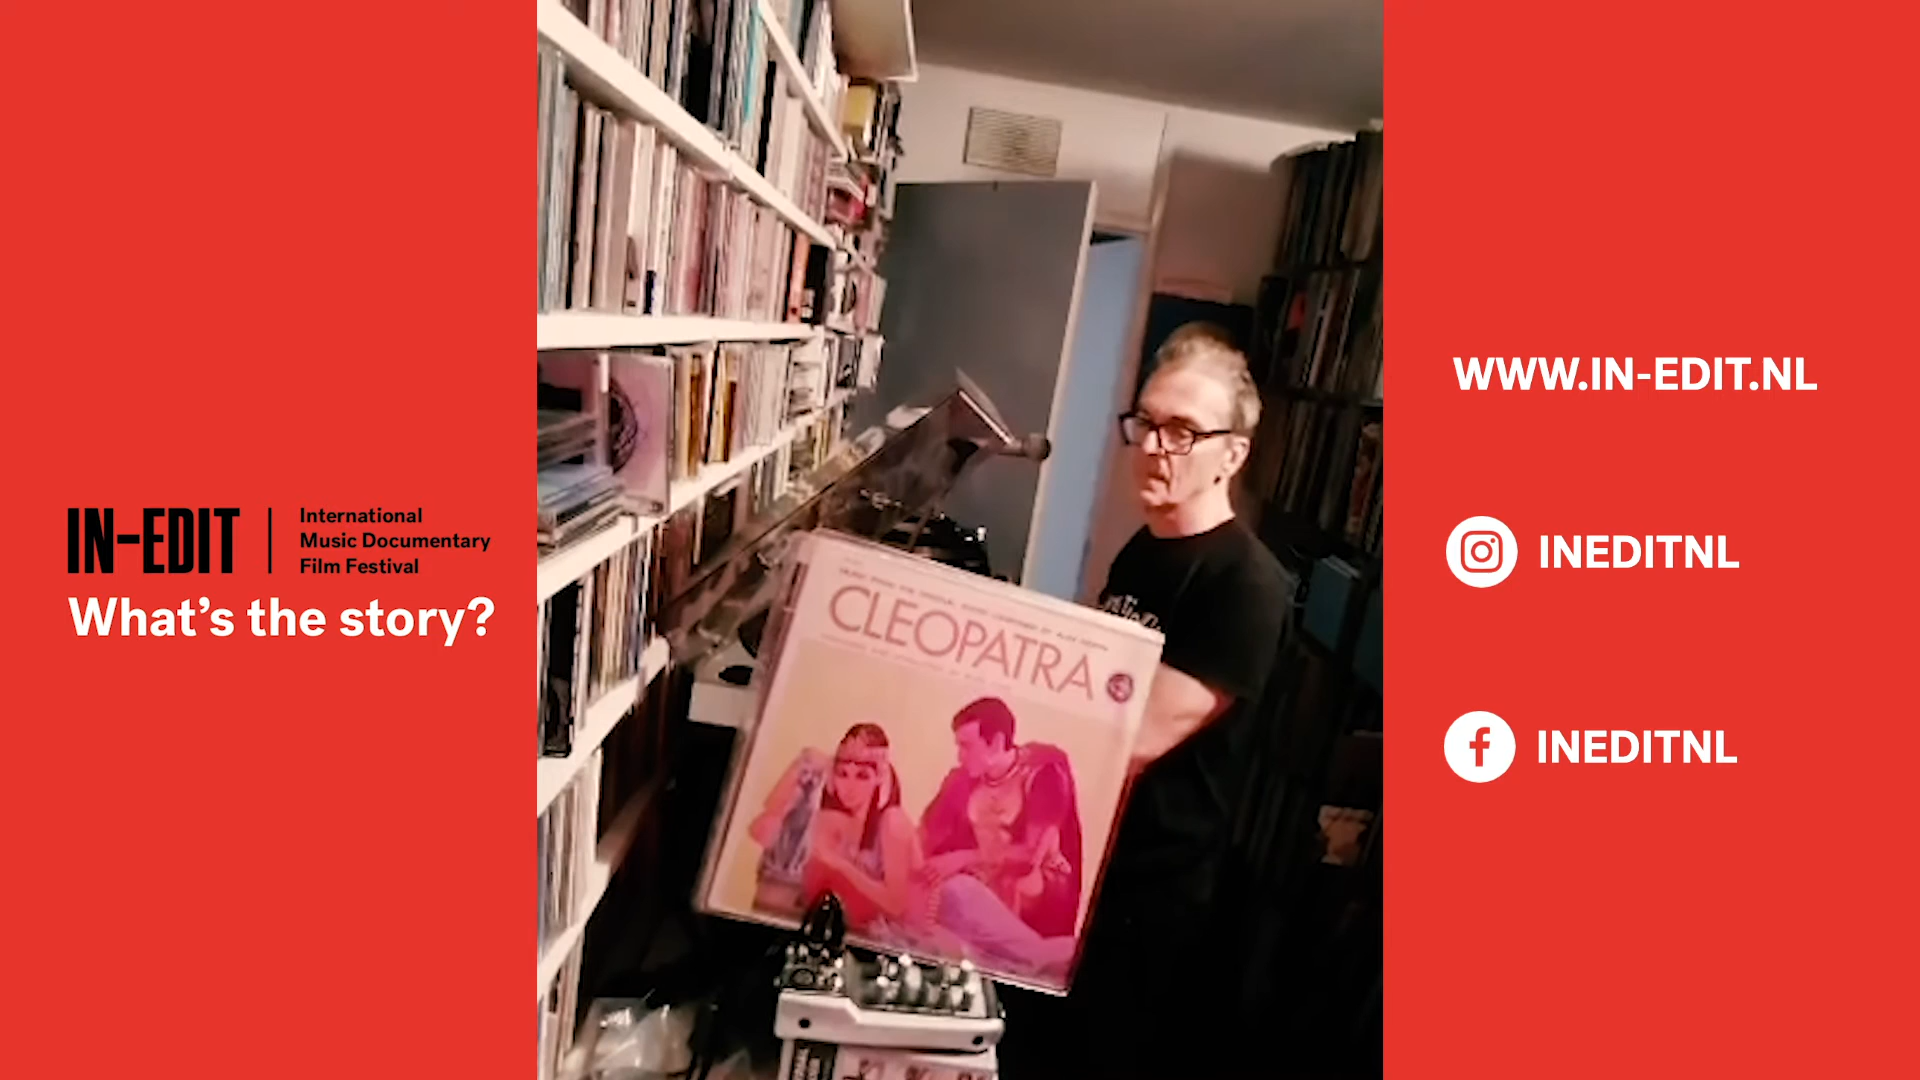 IN-EDIT
International
Music Documentary
Film Festival
What's the story?
CLEOPATRA
WWW.IN-EDIT.NL
INEDITNL
INEDITNL